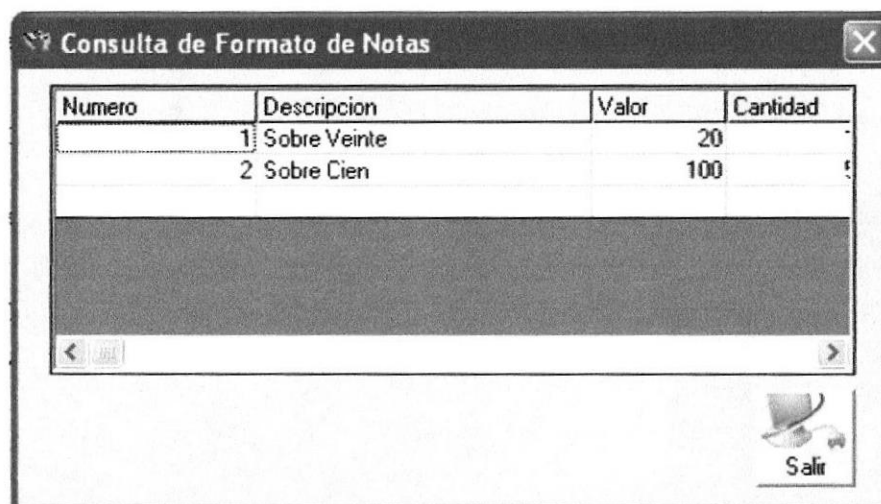 Consulta de Formato de Notas
Numero Descripcion Valor Cantidad
1 Sobre Veinte 20
2 Sobre Cien 100
Salir